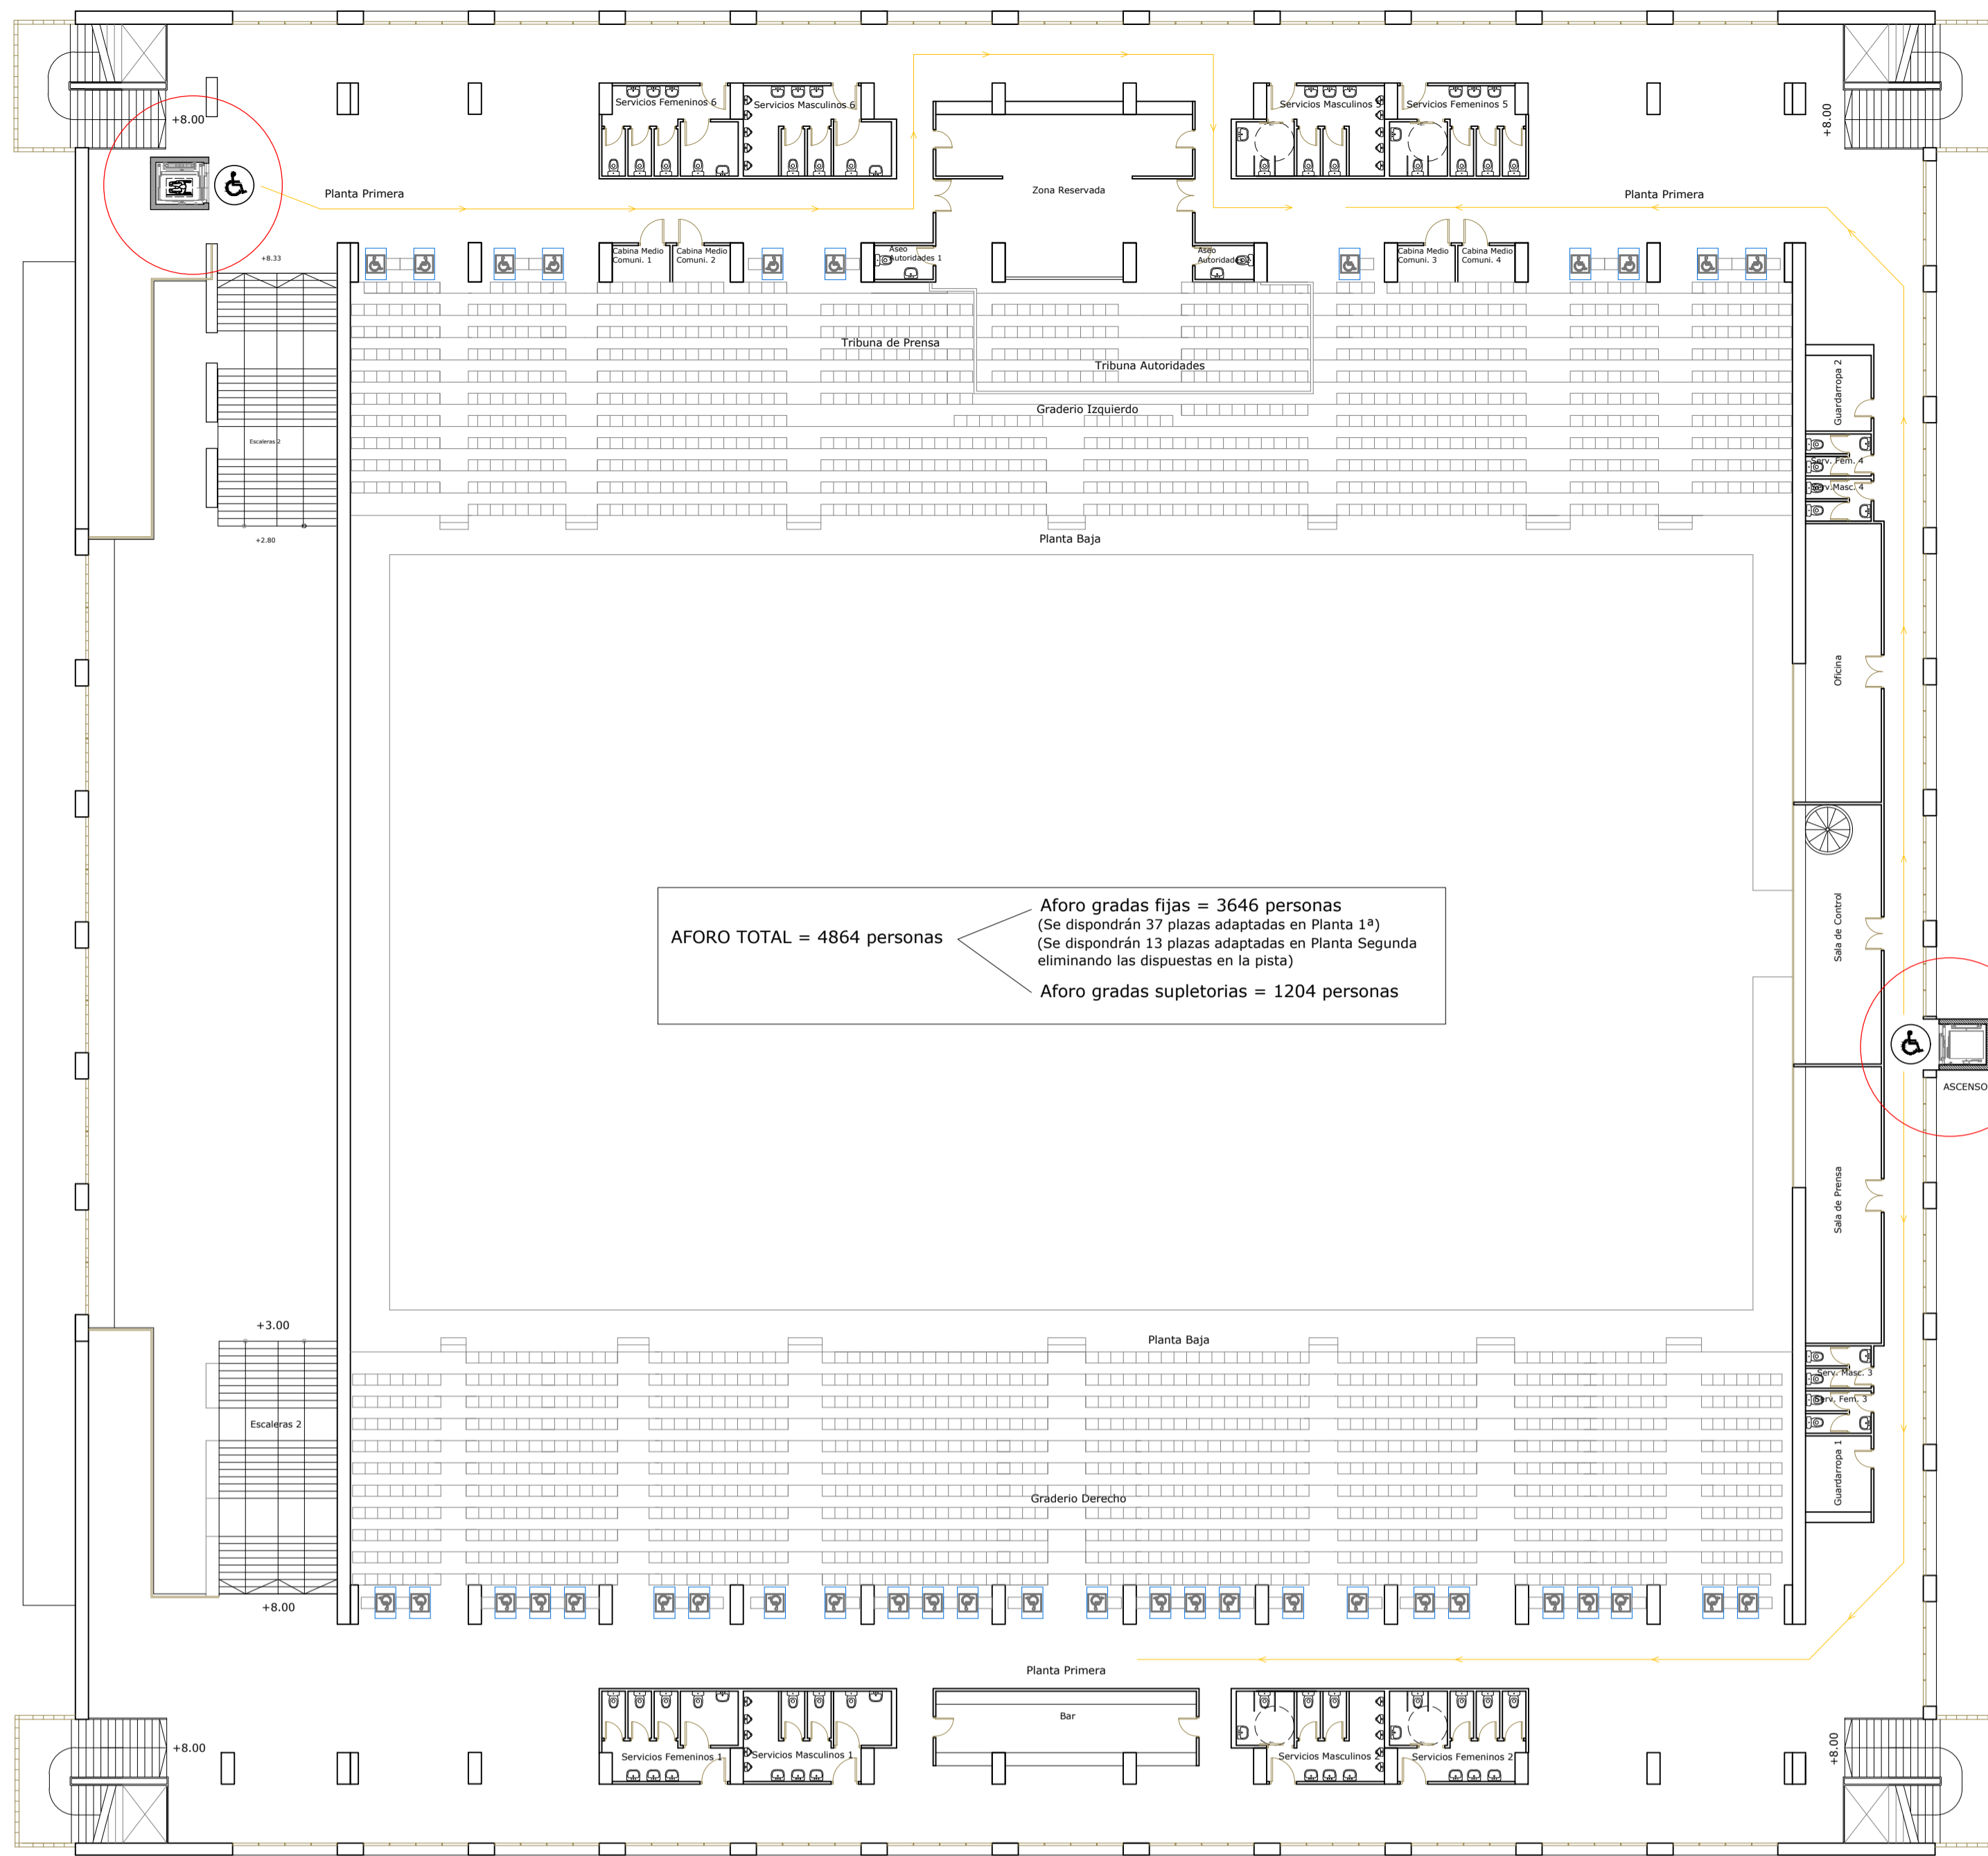 Servicios Femeninos 6
Servicios Masculinos 6
Servicios Masculinos 5
Servicios Femeninos 5
+8.00
+8.00
Planta Primera
Zona Reservada
Planta Primera
Cabina Medio
Comuni. 1
Cabina Medio
Comuni. 2
Aseo
Autoridades 1
Aseo
Autoridades
Cabina Medio
Comuni. 3
Cabina Medio
Comuni. 4
+8.33
Tribuna de Prensa
Tribuna Autoridades
Graderio Izquierdo
Guardarropa 2
Escaleras 2
Serv. Fem. 4
Serv.Masc. 4
+2.80
Planta Baja
Oficina
AFORO TOTAL = 4864 personas
Aforo gradas fijas = 3646 personas
(Se dispondrán 37 plazas adaptadas en Planta 1ª)
(Se dispondrán 13 plazas adaptadas en Planta Segunda
eliminando las dispuestas en la pista)
Aforo gradas supletorias = 1204 personas
Sala de Control
ASCENSO
Sala de Prensa
+3.00
Planta Baja
Serv. Masc. 3
Serv. Fem. 3
Escaleras 2
Guardarropa 1
Graderio Derecho
+8.00
Planta Primera
Bar
+8.00
Servicios Femeninos 1
Servicios Masculinos 1
Servicios Masculinos 2
Servicios Femeninos 2
+8.00